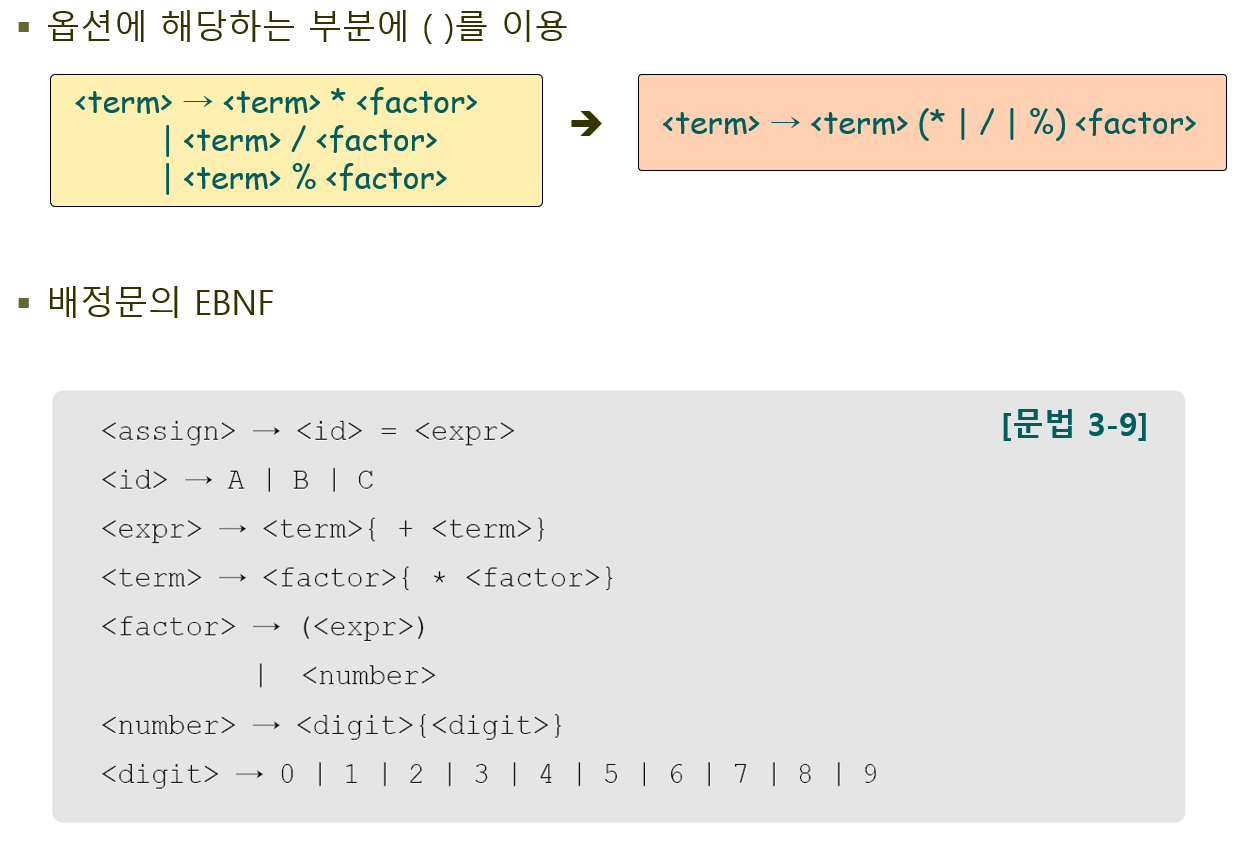 ▪ 옵션에 해당하는 부분에 ( )를 이용
<term> → <term> * <factor>
| <term> / <factor>
| <term> % <factor>
➔
<term> → <term> (* | / | %) <factor>
▪ 배정문의 EBNF
[문법 3-9]
<assign> → <id> = <expr>
<id> → A | B | C
<expr> → <term>{ + <term>}
<term> → <factor>{ * <factor>}
<factor> → (<expr>)
| <number>
<number> → <digit>{<digit>}
<digit> → 0 | 1 | 2 | 3 | 4 | 5 | 6 | 7 | 8 | 9